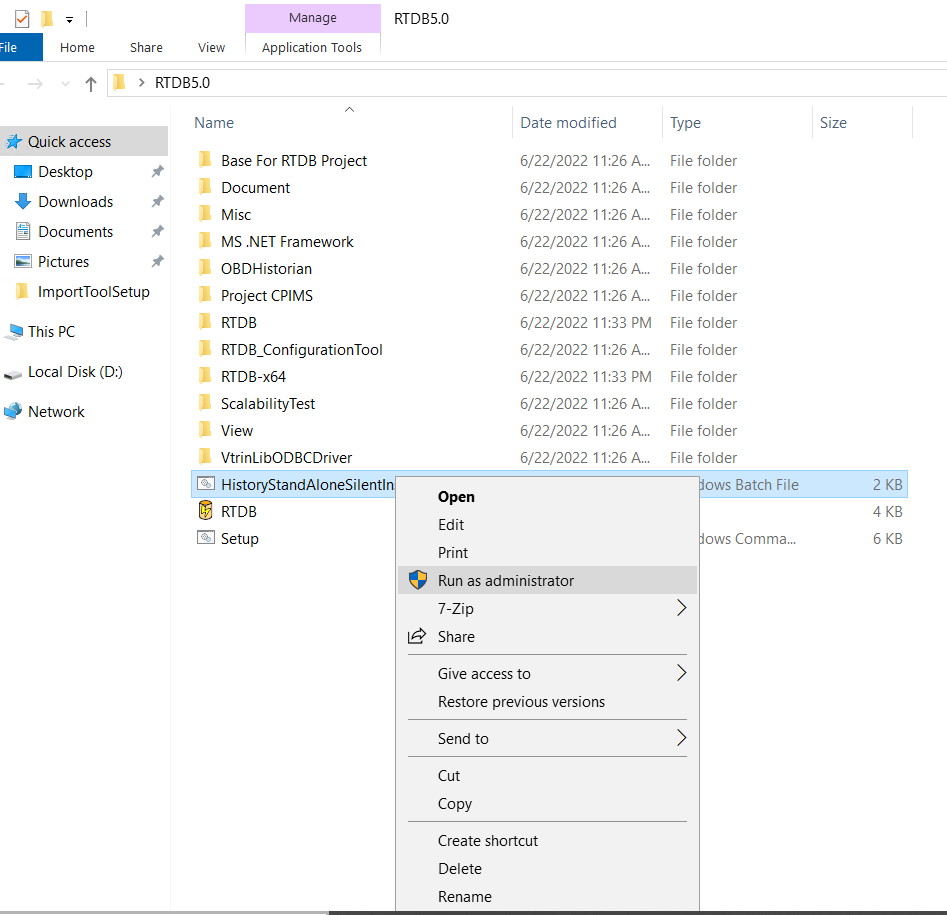 Manage
RTDB5.0
File
Home
Share
View
Application Tools
RTDB5.0
Quick access
Desktop
Downloads
Documents
Pictures
ImportToolSetup
This PC
Local Disk (D:)
Network
Name Date modified Type Size
Base For RTDB Project 6/22/2022 11:26 A... File folder
Document 6/22/2022 11:26 A... File folder
Misc 6/22/2022 11:26 A... File folder
MS .NET Framework 6/22/2022 11:26 A... File folder
OBDHistorian 6/22/2022 11:26 A... File folder
Project CPIMS 6/22/2022 11:26 A... File folder
RTDB 6/22/2022 11:33 PM File folder
RTDB_ConfigurationTool 6/22/2022 11:26 A... File folder
RTDB-x64 6/22/2022 11:33 PM File folder
ScalabilityTest 6/22/2022 11:26 A... File folder
View 6/22/2022 11:26 A... File folder
VtrinLibODBCDriver 6/22/2022 11:26 A... File folder
HistoryStandAloneSilentIn dows Batch File 2 KB
RTDB 4 KB
Setup dows Comma... 6 KB
Open
Edit
Print
Run as administrator
7-Zip
Share
Give access to
Restore previous versions
Send to
Cut
Copy
Create shortcut
Delete
Rename